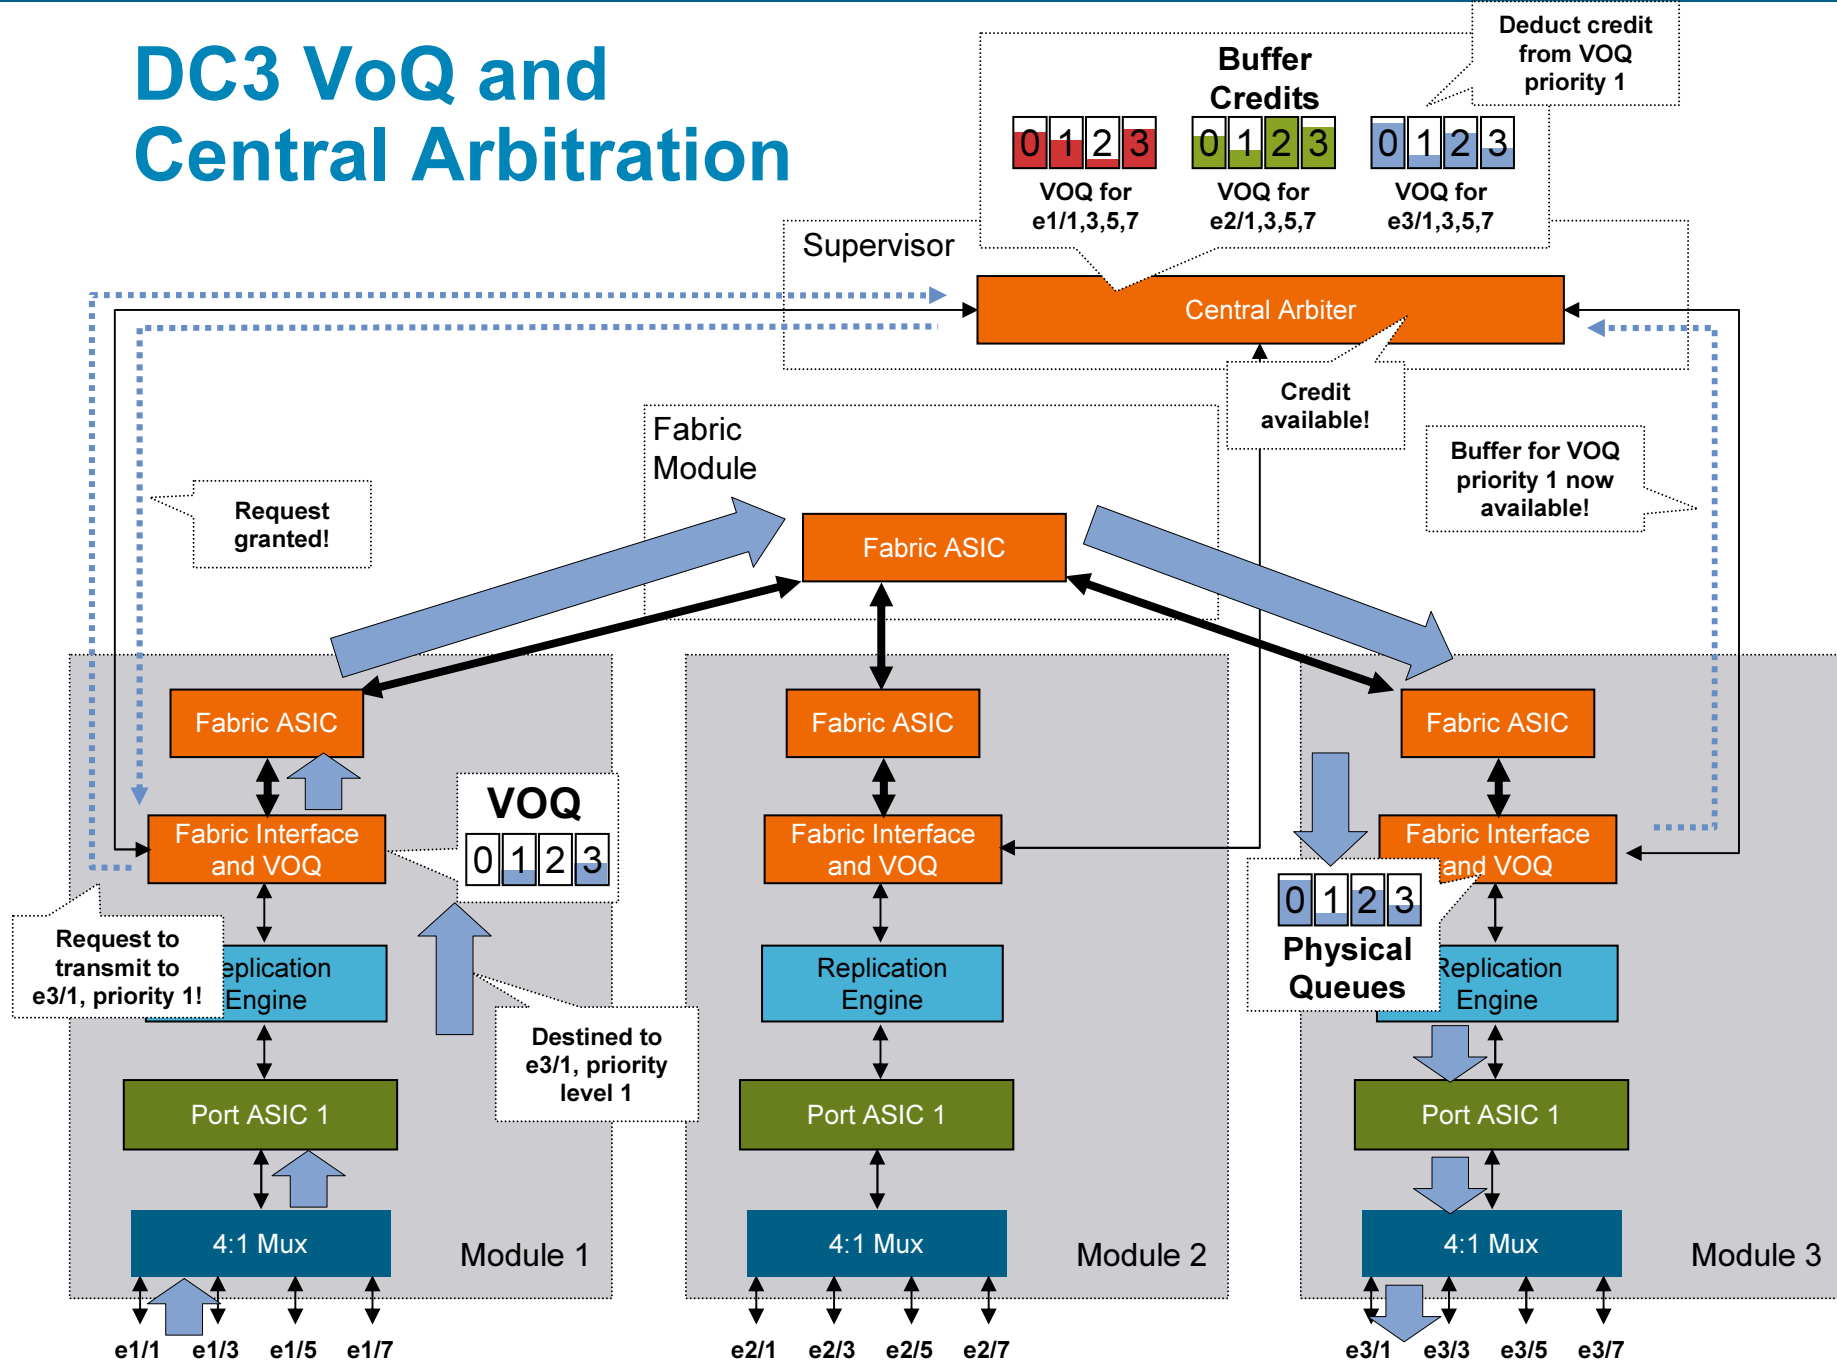 DC3 VoQ and
Central Arbitration
Deduct credit
from VOQ
priority 1
Buffer
Credits
0 1 2 3
0 1 2 3
0 1 2 3
VOQ for
e1/1,3,5,7
VOQ for
e2/1,3,5,7
VOQ for
e3/1,3,5,7
Supervisor
Central Arbiter
Credit
available!
Fabric
Module
Buffer for VOQ
priority 1 now
available!
Request
granted!
Fabric ASIC
Fabric ASIC
Fabric ASIC
Fabric ASIC
VOQ
0 1 2 3
Fabric Interface
and VOQ
Fabric Interface
and VOQ
Fabric Interface
and VOQ
0 1 2 3
Physical
Queues
Request to
transmit to
e3/1, priority 1!
eplication
Engine
Replication
Engine
Replication
Engine
Destined to
e3/1, priority
level 1
Port ASIC 1
Port ASIC 1
Port ASIC 1
4:1 Mux
Module 1
4:1 Mux
Module 2
4:1 Mux
Module 3
e1/1 e1/3 e1/5 e1/7
e2/1 e2/3 e2/5 e2/7
e3/1 e3/3 e3/5 e3/7